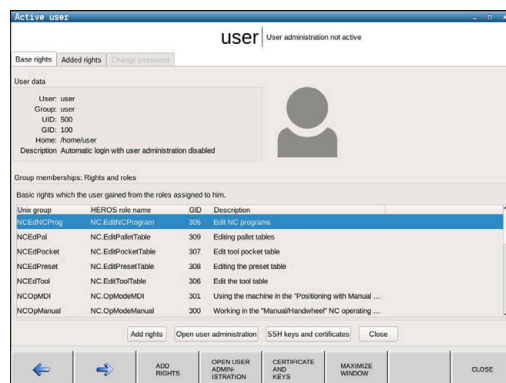 Active user
user User administration not active
Base rights Added rights Change password
User data
User: user
Group: user
UID: 500
GID: 100
Home: /home/user
Description Automatic login with user administration disabled
Group memberships: Rights and roles
Basic rights which the user gained from the roles assigned to him.
Unix group HEROS role name GID Description
NCEdNCProg NC.EditNCProgram 305 Edit NC programs
NCEdPal NC.EditPalletTable 309 Editing pallet tables
NCEdPocket NC.EditPocketTable 307 Edit tool pocket table
NCEdPreset NC.EditPresetTable 308 Editing the preset table
NCEdTool NC.EditToolTable 306 Edit the tool table
NCOpMDI NC.OpModeMDI 301 Using the machine in the "Positioning with Manual ...
NCOpManual NC.OpModeManual 300 Working in the "Manual/Handwheel" NC operating ...
Add rights Open user administration SSH keys and certificates Close
ADD
RIGHTS
OPEN USER
ADMIN-
ISTRATION
CERTIFICATE
AND
KEYS
MAXIMIZE
WINDOW
CLOSE